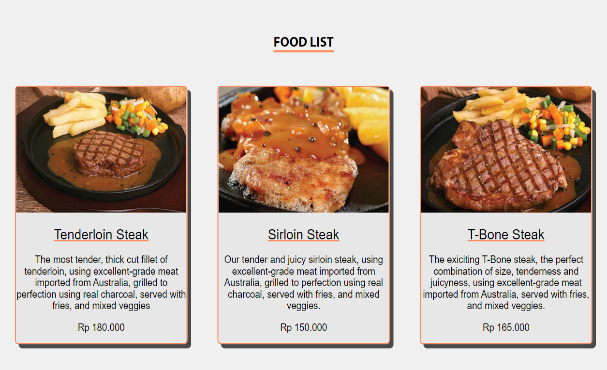 FOOD LIST
Tenderloin Steak
The most tender, thick cut fillet of
tenderloin, using excellent-grade meat
imported from Australia, grilled to
perfection using real charcoal, served with
fries, and mixed veggies
Rp 180.000
Sirloin Steak
Our tender and juicy sirloin steak, using
excellent-grade meat imported from
Australia, grilled to perfection using real
charcoal, served with fries, and mixed
veggies.
Rp 150.000
T-Bone Steak
The exiciting T-Bone steak, the perfect
combination of size, tenderness and
juicyness, using excellent-grade meat
imported from Australia, served with fries,
and mixed veggies.
Rp 165.000